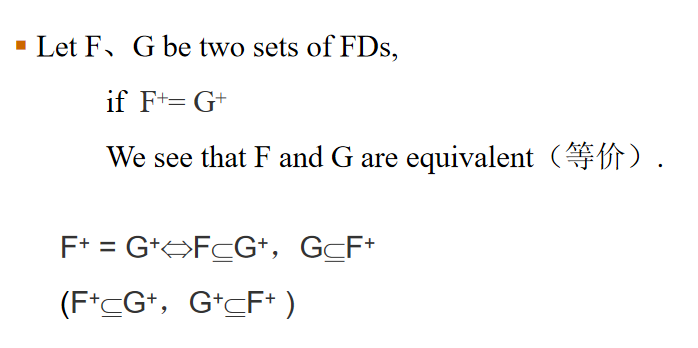 ▪ Let F、G be two sets of FDs,
if F⁺= G⁺
We see that F and G are equivalent（等价）.
F⁺ = G⁺⇔F⊆G⁺，G⊆F⁺
(F⁺⊆G⁺，G⁺⊆F⁺ )